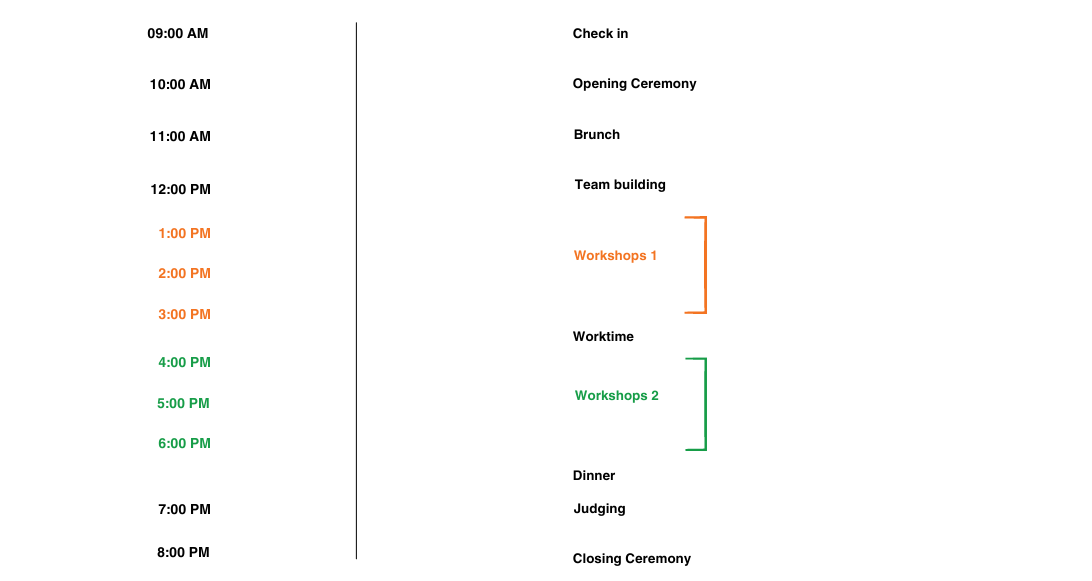 09:00 AM Check in
10:00 AM Opening Ceremony
11:00 AM Brunch
12:00 PM Team building
1:00 PM
Workshops 1
2:00 PM
3:00 PM
Worktime
4:00 PM
Workshops 2
5:00 PM
6:00 PM
Dinner
7:00 PM Judging
8:00 PM Closing Ceremony